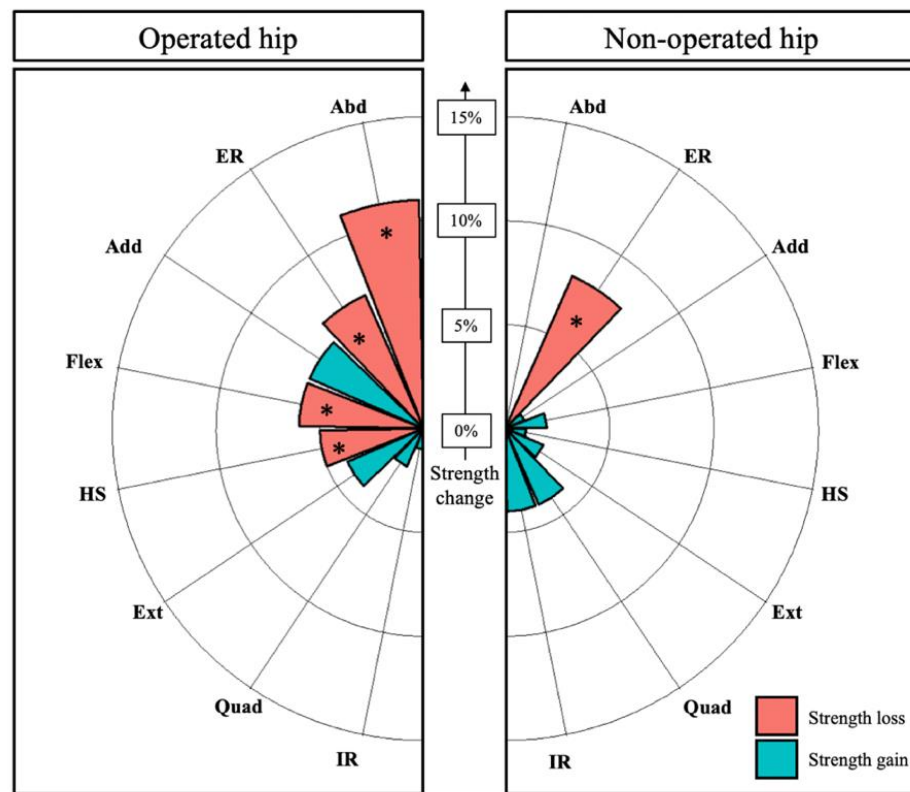 Operated hip
Non-operated hip
Abd
ER
Add
Flex
HS
Ext
Quad
IR
*
*
*
*
15%
10%
5%
0%
Strength
change
Abd
ER
Add
Flex
HS
Ext
Quad
IR
*
Strength loss
Strength gain